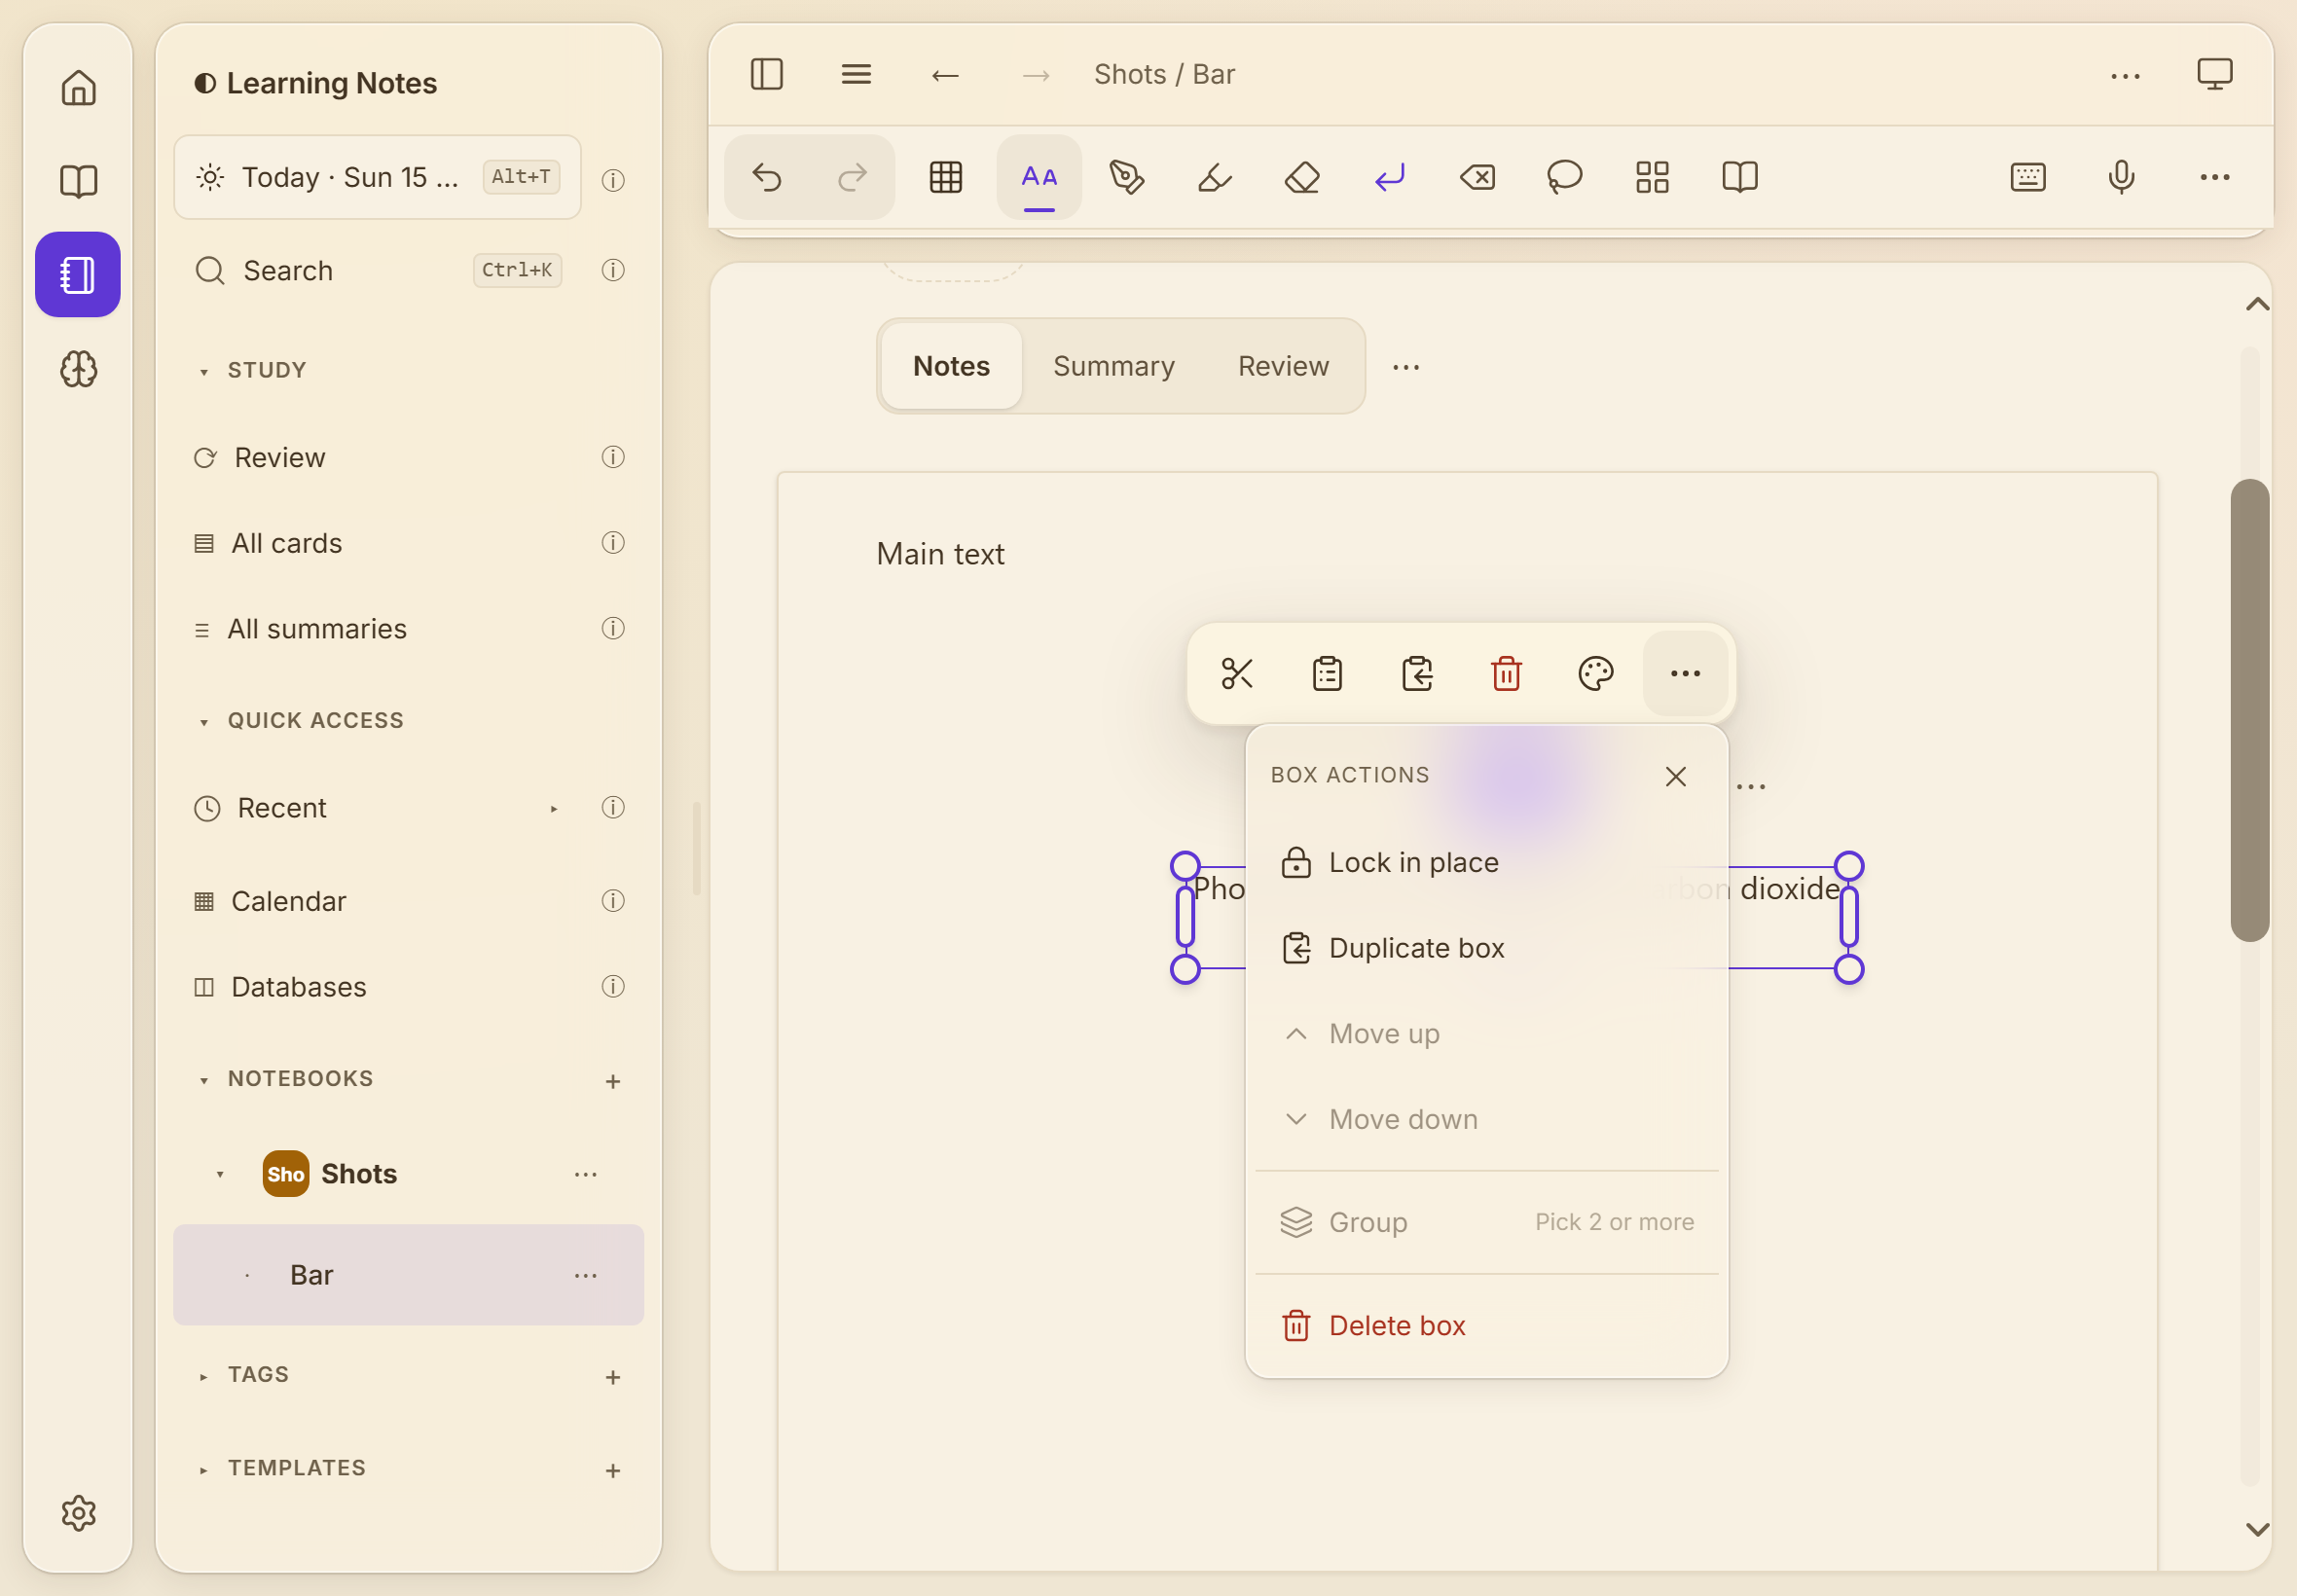 Learning Notes
Today · Sun 15 ...
Alt+T
Search
Ctrl+K
STUDY
Review
All cards
All summaries
QUICK ACCESS
Recent
Calendar
Databases
NOTEBOOKS
Sho
Shots
Bar
TAGS
TEMPLATES
Shots / Bar
Notes
Summary
Review
Main text
BOX ACTIONS
Lock in place
Pho
dioxide
Duplicate box
Move up
Move down
Group
Pick 2 or more
Delete box